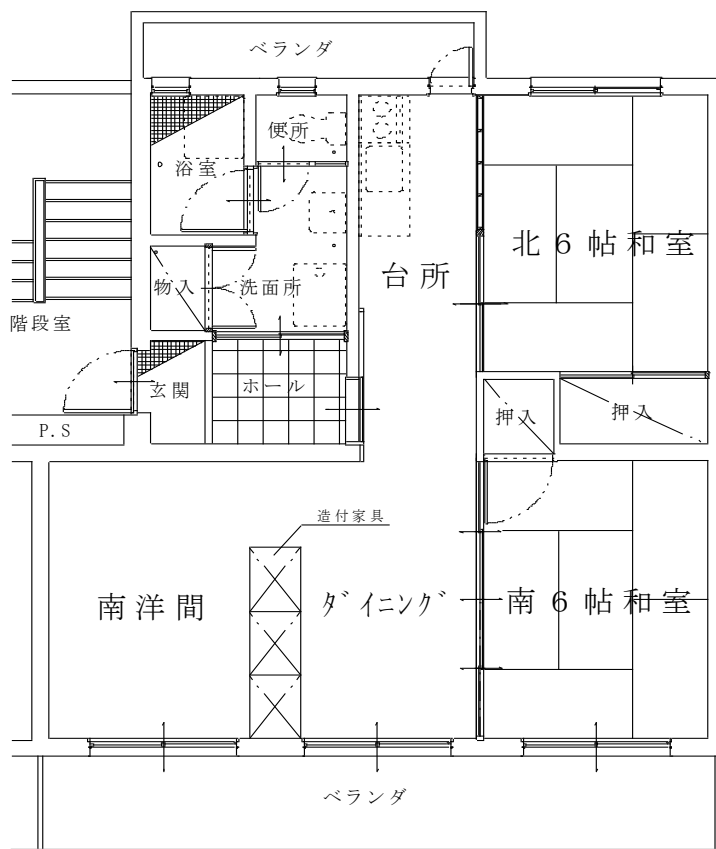 ベランダ
便所
浴室
北6帖和室
台所
物入
洗面所
階段室
玄関
ホール
押入
押入
P.S
造付家具
南洋間
ダイニング
南6帖和室
ベランダ